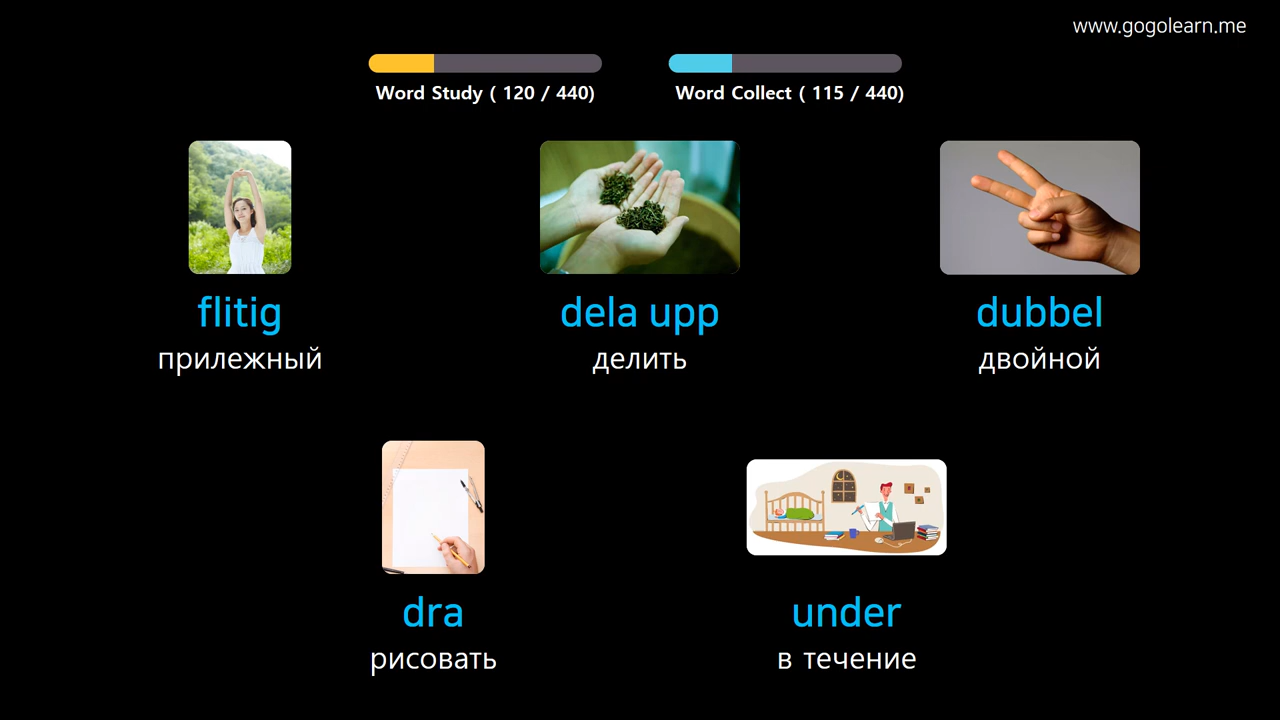 www.gogolearn.me
Word Study ( 120 / 440)
Word Collect ( 115 / 440)
flitig
dela upp
dubbel
прилежный
делить
двойной
dra
under
рисовать
в течение